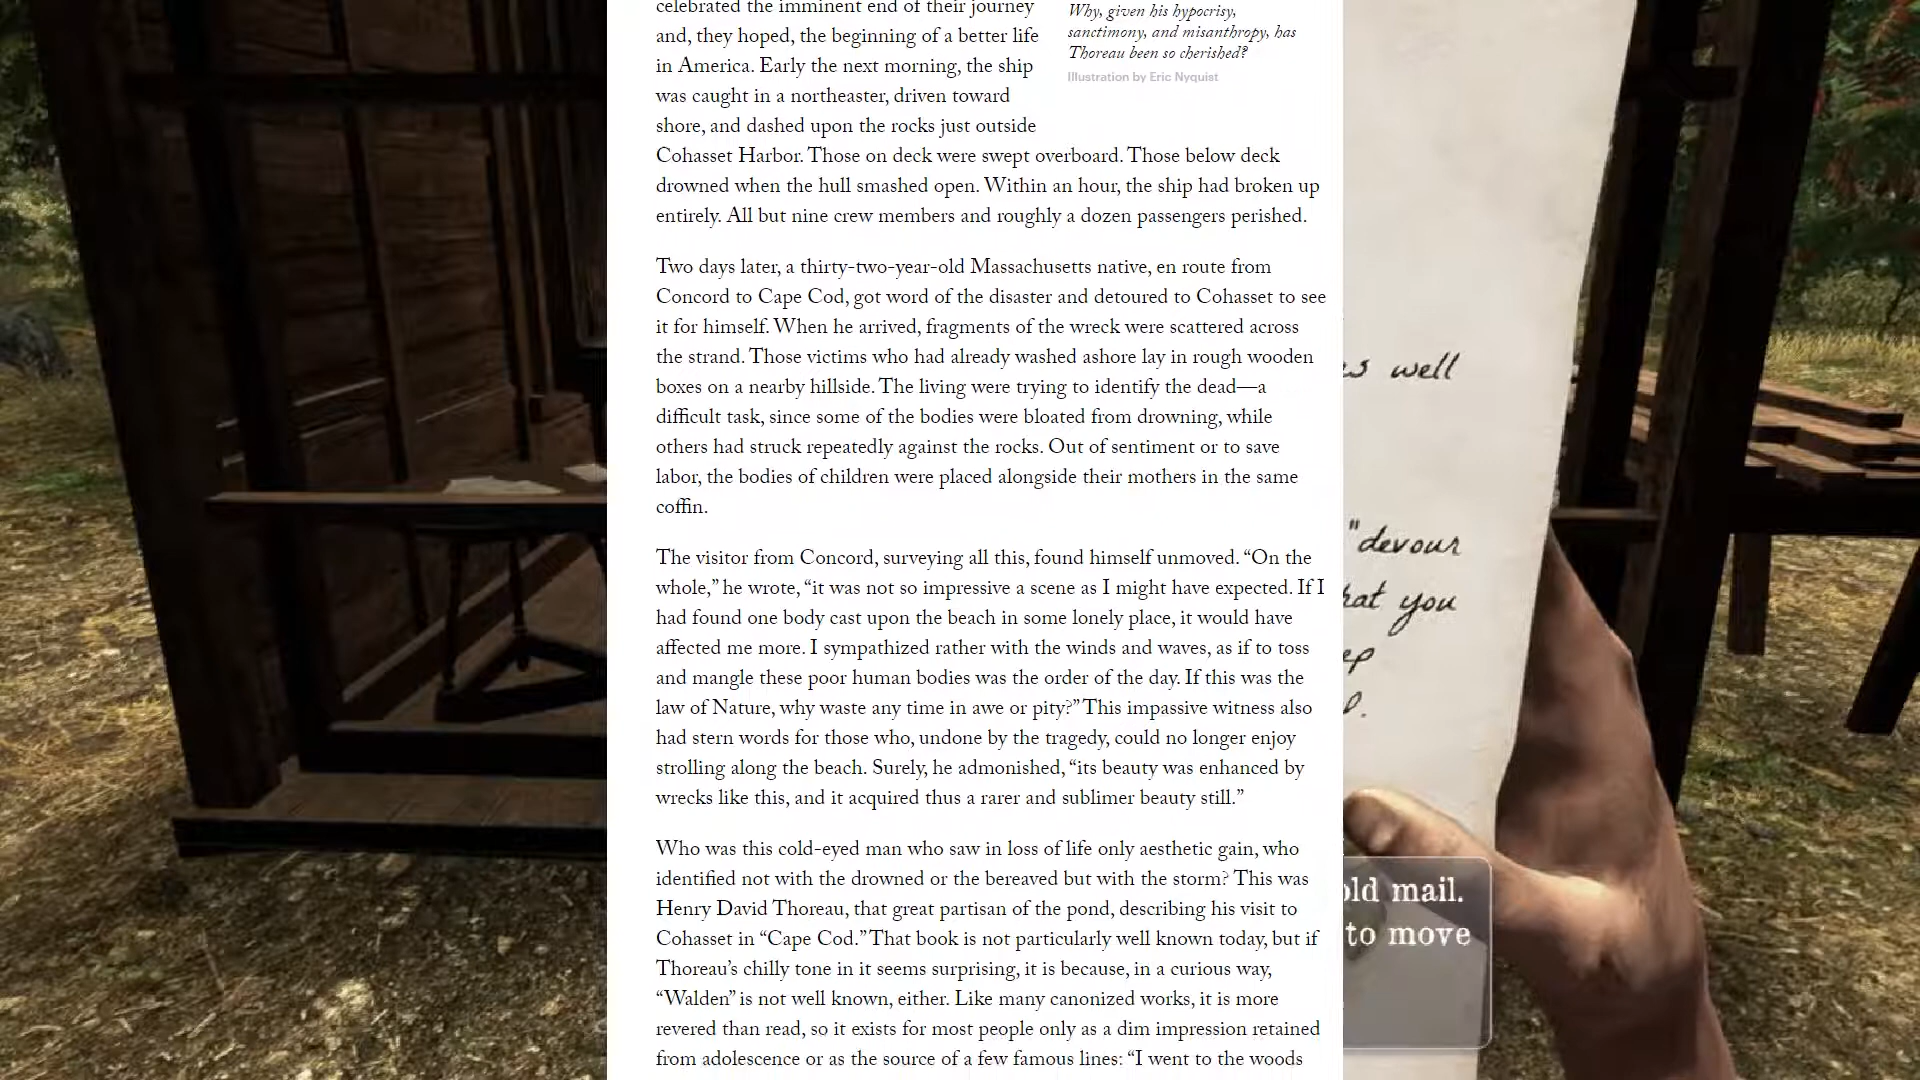 celebrated the imminent end of their journey
and, they hoped, the beginning of a better life
in America. Early the next morning, the ship
was caught in a northeaster, driven toward
shore, and dashed upon the rocks just outside
Cohasset Harbor. Those on deck were swept overboard. Those below deck
drowned when the hull smashed open. Within an hour, the ship had broken up
entirely. All but nine crew members and roughly a dozen passengers perished.
Why, given his hypocrisy,
sanctimony, and misanthropy, has
Thoreau been so cherished?
Illustration by Eric Nyquist
Two days later, a thirty-two-year-old Massachusetts native, en route from
Concord to Cape Cod, got word of the disaster and detoured to Cohasset to see
it for himself. When he arrived, fragments of the wreck were scattered across
the strand. Those victims who had already washed ashore lay in rough wooden
boxes on a nearby hillside. The living were trying to identify the dead—a
difficult task, since some of the bodies were bloated from drowning, while
others had struck repeatedly against the rocks. Out of sentiment or to save
labor, the bodies of children were placed alongside their mothers in the same
coffin.
The visitor from Concord, surveying all this, found himself unmoved. “On the
whole,” he wrote, “it was not so impressive a scene as I might have expected. If I
had found one body cast upon the beach in some lonely place, it would have
affected me more. I sympathized rather with the winds and waves, as if to toss
and mangle these poor human bodies was the order of the day. If this was the
law of Nature, why waste any time in awe or pity?” This impassive witness also
had stern words for those who, undone by the tragedy, could no longer enjoy
strolling along the beach. Surely, he admonished, “its beauty was enhanced by
wrecks like this, and it acquired thus a rarer and sublimer beauty still.”
Who was this cold-eyed man who saw in loss of life only aesthetic gain, who
identified not with the drowned or the bereaved but with the storm? This was
Henry David Thoreau, that great partisan of the pond, describing his visit to
Cohasset in “Cape Cod.” That book is not particularly well known today, but if
Thoreau’s chilly tone in it seems surprising, it is because, in a curious way,
“Walden” is not well known, either. Like many canonized works, it is more
revered than read, so it exists for most people only as a dim impression retained
from adolescence or as the source of a few famous lines: “I went to the woods
well
"devour
you
mail.
to move